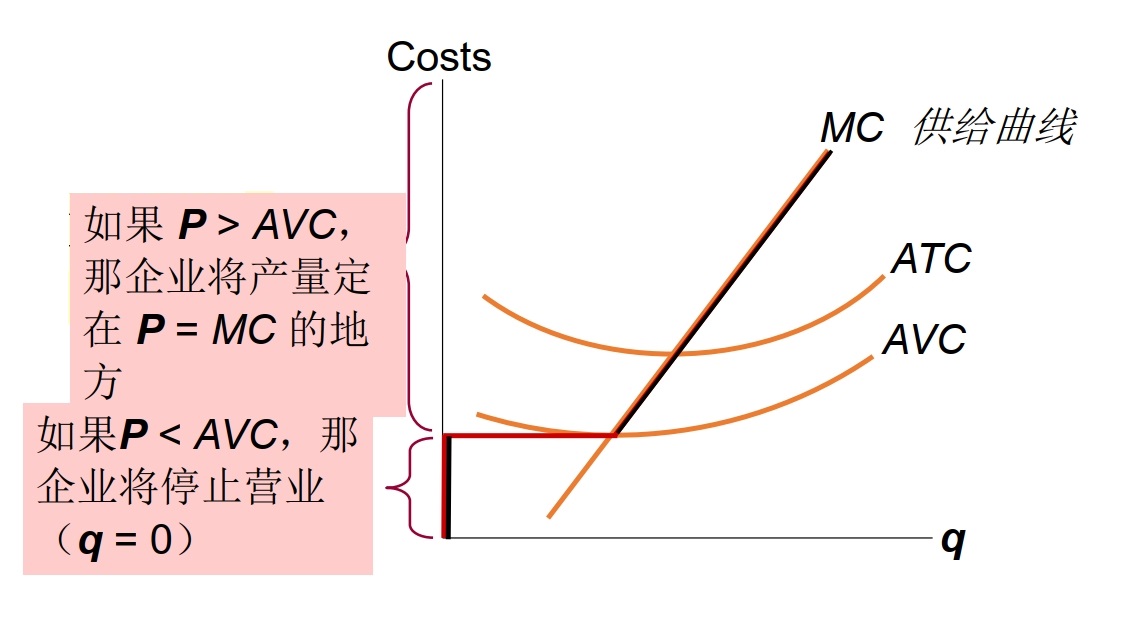 Costs
MC 供给曲线
如果 P > AVC，
那企业将产量定
在 P = MC 的地
方
ATC
AVC
如果P < AVC，那
企业将停止营业
（q = 0）
q